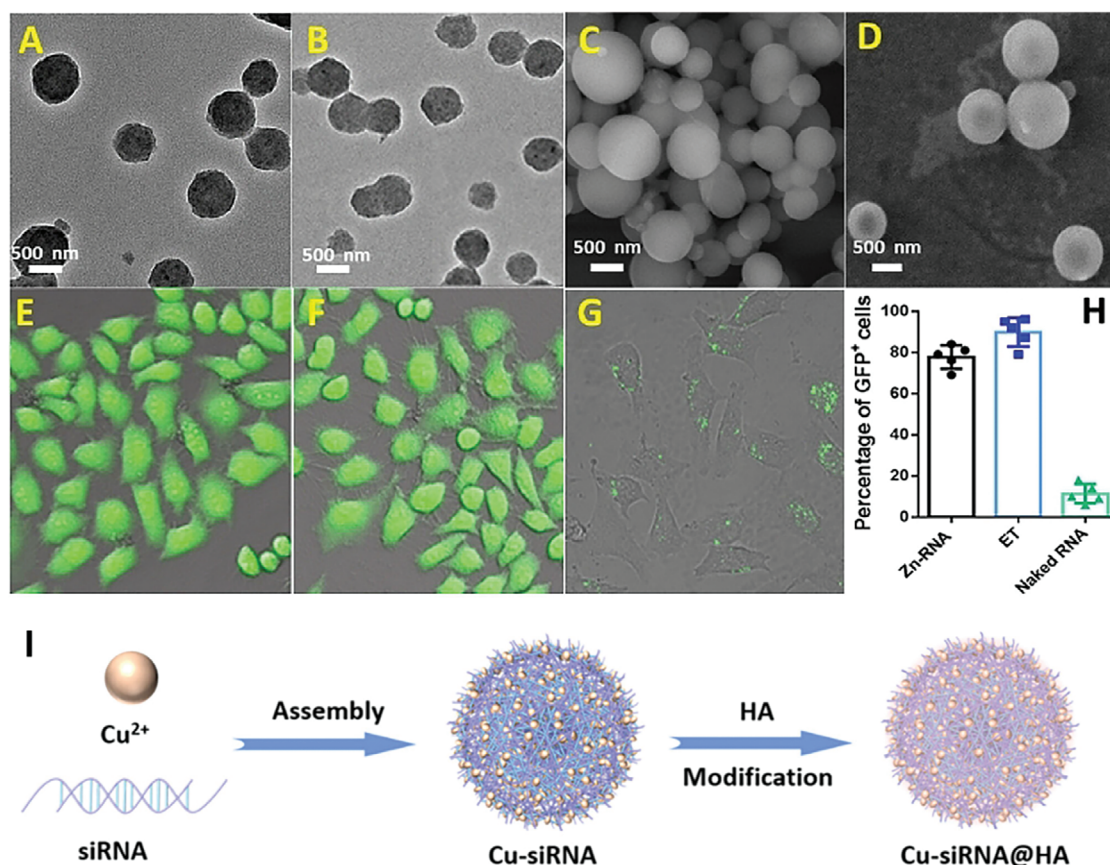 A
B
C
D
500 nm
500 nm
500 nm
500 nm
E
F
G
H
Percentage of GFP⁺ cells
100
80
60
40
20
0
Zn-RNA
ET
Naked RNA
I
Cu²⁺
siRNA
Assembly
Cu-siRNA
HA
Modification
Cu-siRNA@HA